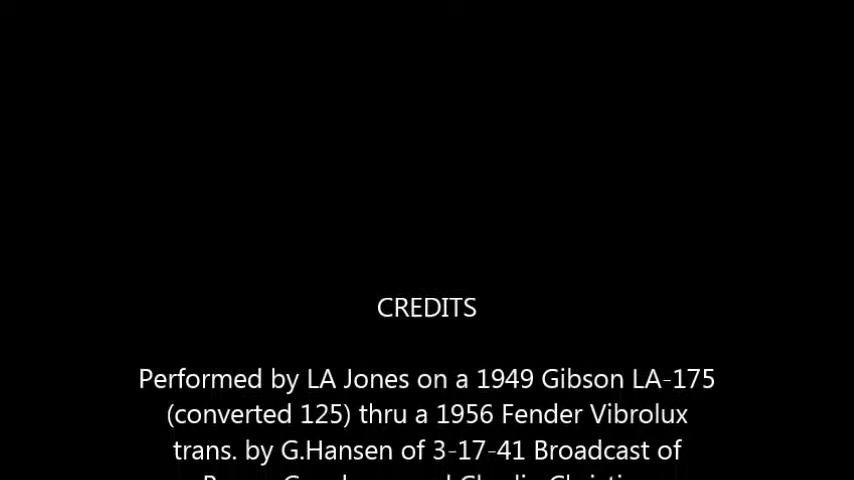 CREDITS
Performed by LA Jones on a 1949 Gibson LA-175
(converted 125) thru a 1956 Fender Vibrolux
trans. by G.Hansen of 3-17-41 Broadcast of